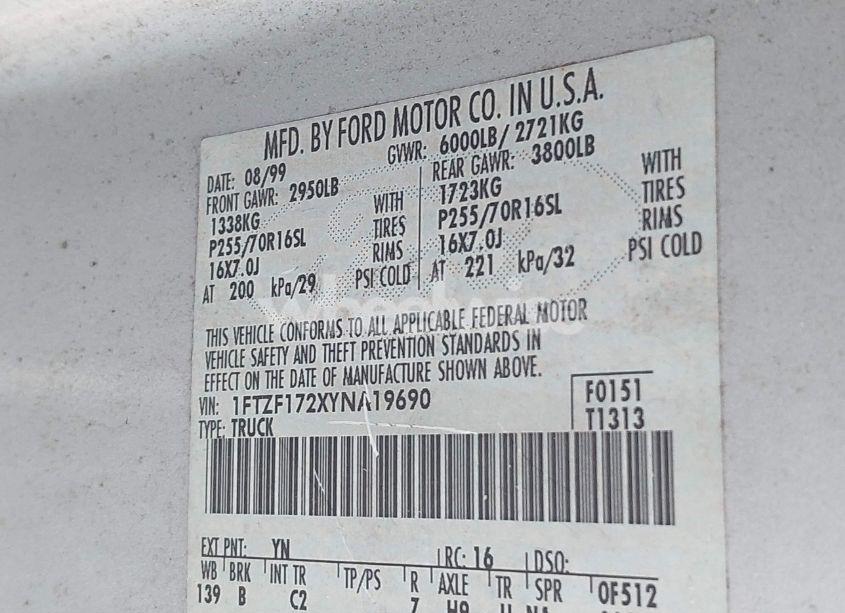 MFD. BY FORD MOTOR CO. IN U.S.A.
DATE: 08/99 GVWR: 6000LB/ 2721KG
FRONT GAWR: 2950LB REAR GAWR: 3800LB
1338KG WITH 1723KG WITH
P255/70R16SL TIRES P255/70R16SL TIRES
16X7.0J RIMS 16X7.0J RIMS
AT 200 kPa/29 PSI COLD AT 221 kPa/32 PSI COLD
THIS VEHICLE CONFORMS TO ALL APPLICABLE FEDERAL MOTOR
VEHICLE SAFETY AND THEFT PREVENTION STANDARDS IN
EFFECT ON THE DATE OF MANUFACTURE SHOWN ABOVE.
VIN: 1FTZF172XYNA19690 F0151
TYPE: TRUCK T1313
EXT PNT: YN RC: 16 DSO:
WB BRK INT TR TP/PS R AXLE TR SPR 0F512
139 B C2 7 H9